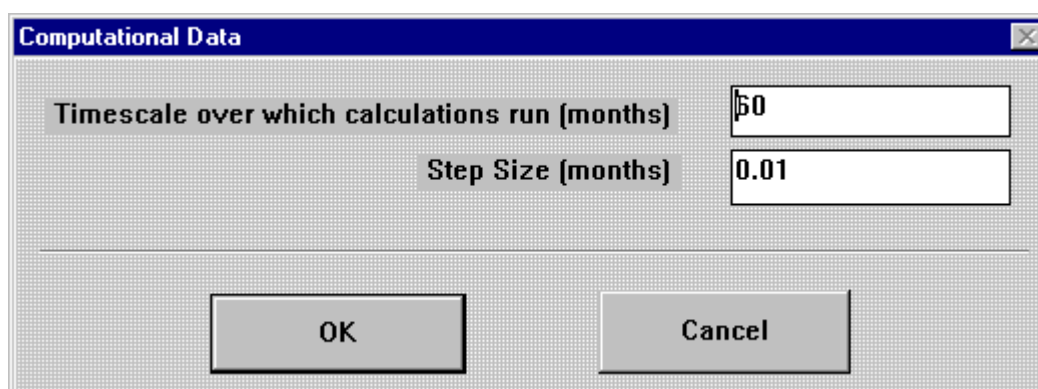 Computational Data
Timescale over which calculations run (months) 60
Step Size (months) 0.01
OK Cancel